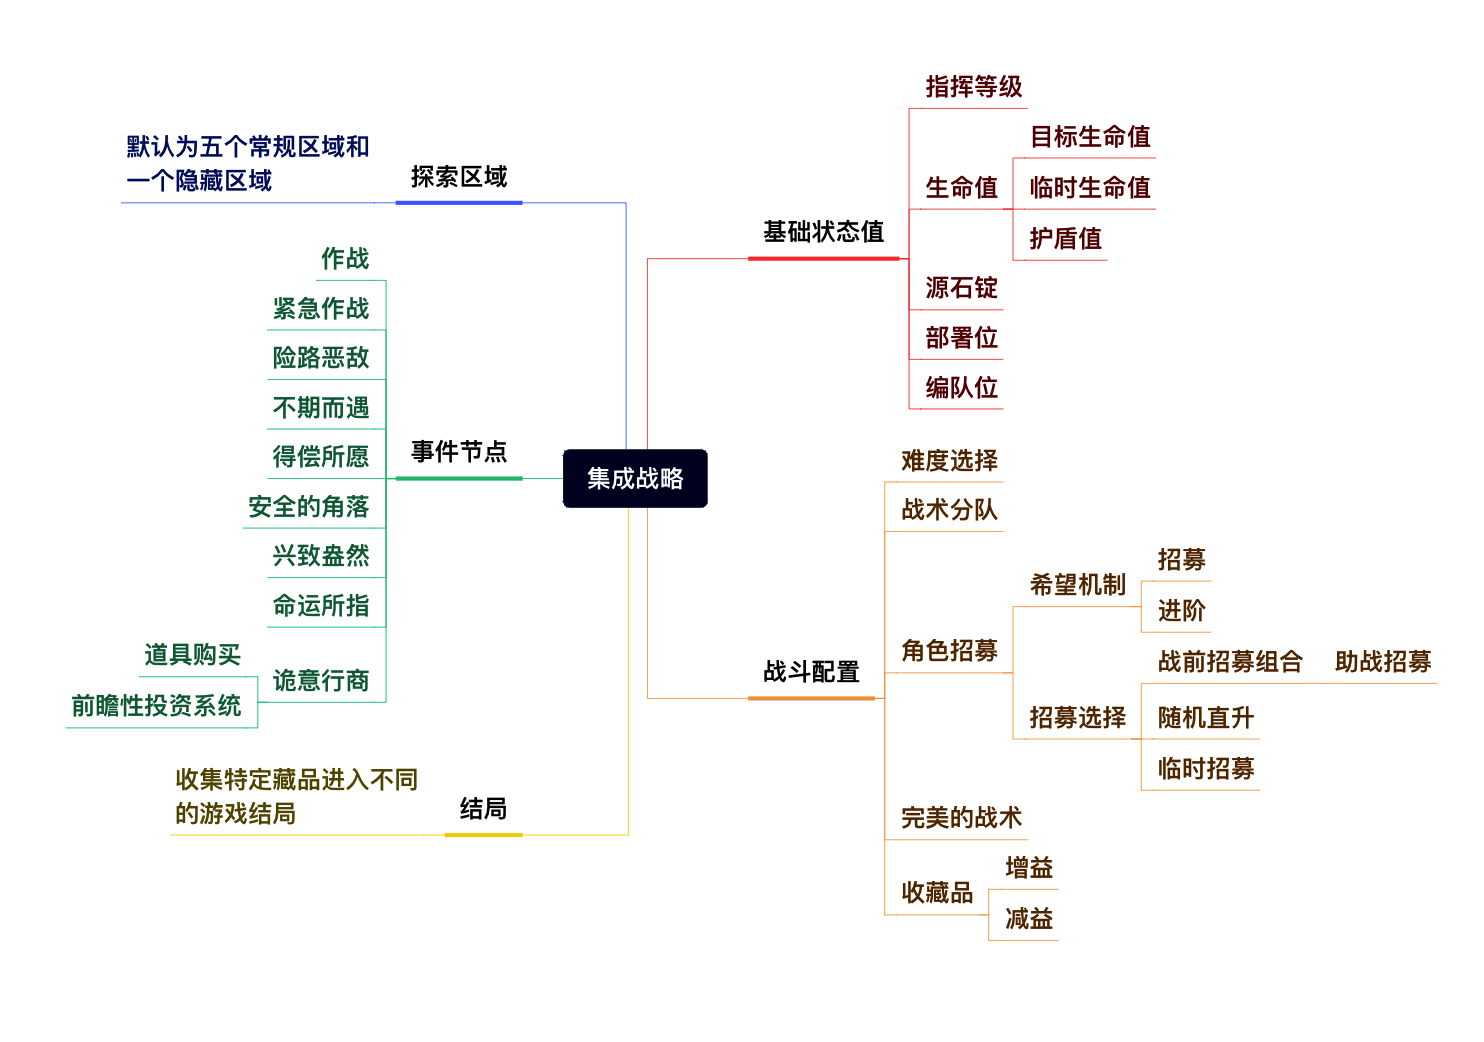 集成战略
基础状态值
指挥等级
生命值
目标生命值
临时生命值
护盾值
源石锭
部署位
编队位
战斗配置
难度选择
战术分队
角色招募
希望机制
招募
进阶
招募选择
战前招募组合
助战招募
随机直升
临时招募
完美的战术
收藏品
增益
减益
探索区域
默认为五个常规区域和
一个隐藏区域
事件节点
作战
紧急作战
险路恶敌
不期而遇
得偿所愿
安全的角落
兴致盎然
命运所指
诡意行商
道具购买
前瞻性投资系统
结局
收集特定藏品进入不同
的游戏结局